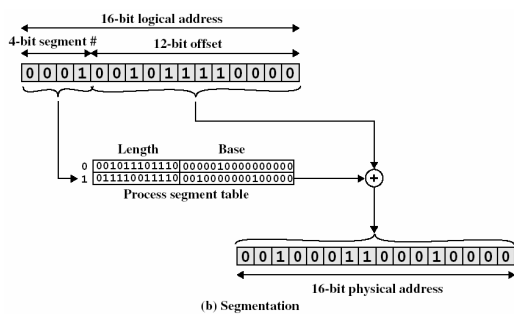 16-bit logical address
4-bit segment # 12-bit offset
0 0 0 1 0 0 1 0 1 1 1 1 0 0 0 0
Length Base
0 001011101110 0000010000000000
1 011110011110 0010000000100000
Process segment table
+
0 0 1 0 0 0 1 1 0 0 0 1 0 0 0 0
16-bit physical address
(b) Segmentation